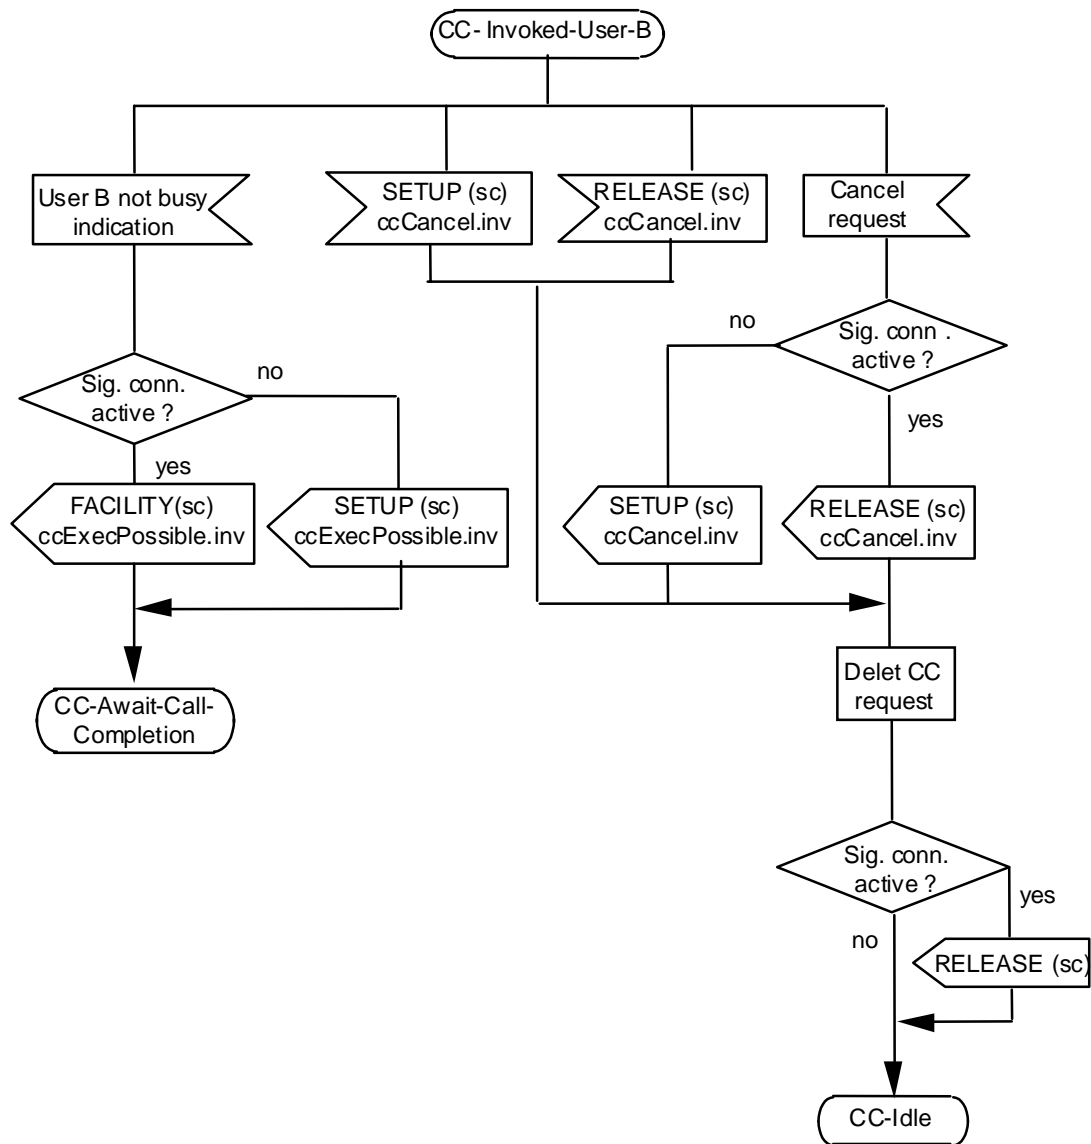 CC- Invoked-User-B
User B not busy
indication
SETUP (sc)
ccCancel.inv
RELEASE (sc)
ccCancel.inv
Cancel
request
Sig. conn.
active ?
no
yes
Sig. conn .
active ?
no
yes
FACILITY(sc)
ccExecPossible.inv
SETUP (sc)
ccExecPossible.inv
SETUP (sc)
ccCancel.inv
RELEASE (sc)
ccCancel.inv
CC-Await-Call-
Completion
Delet CC
request
Sig. conn.
active ?
yes
no
RELEASE (sc)
CC-Idle